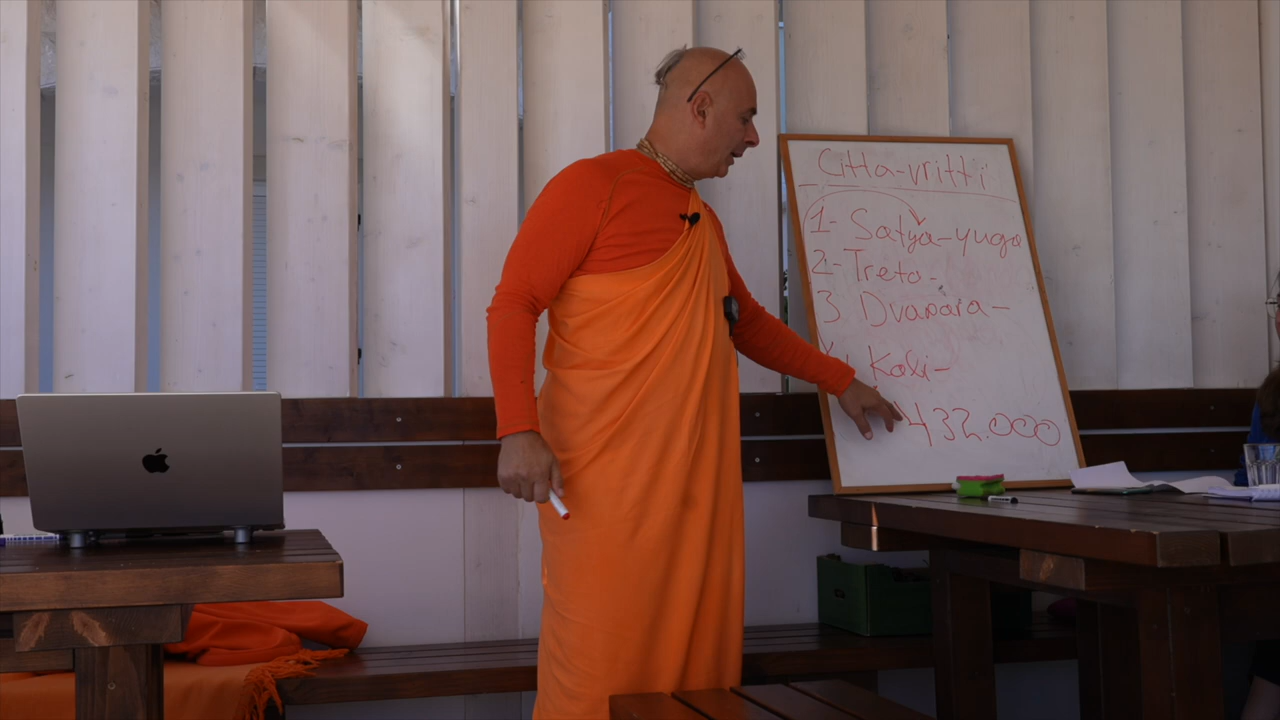 Citta-vritti
1- Satya-yuga
2- Treta-
3 Dvapara-
4 Kali-
432.000